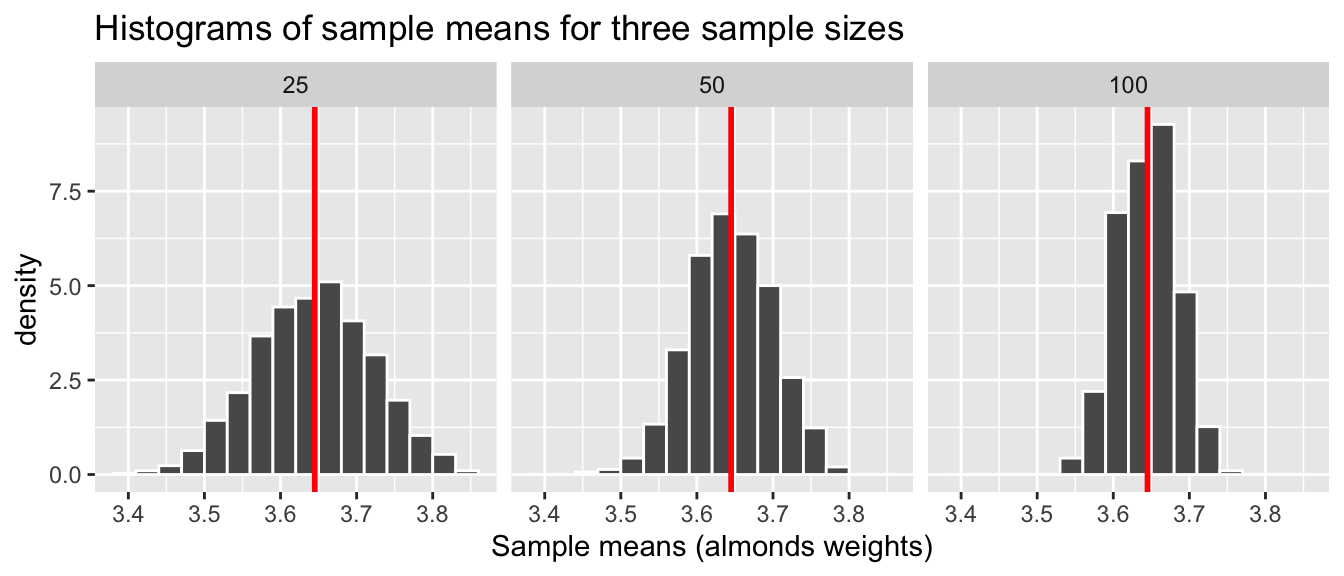 Histograms of sample means for three sample sizes
25 50 100
7.5
5.0
2.5
0.0
density
3.4 3.5 3.6 3.7 3.8 3.4 3.5 3.6 3.7 3.8 3.4 3.5 3.6 3.7 3.8
Sample means (almonds weights)